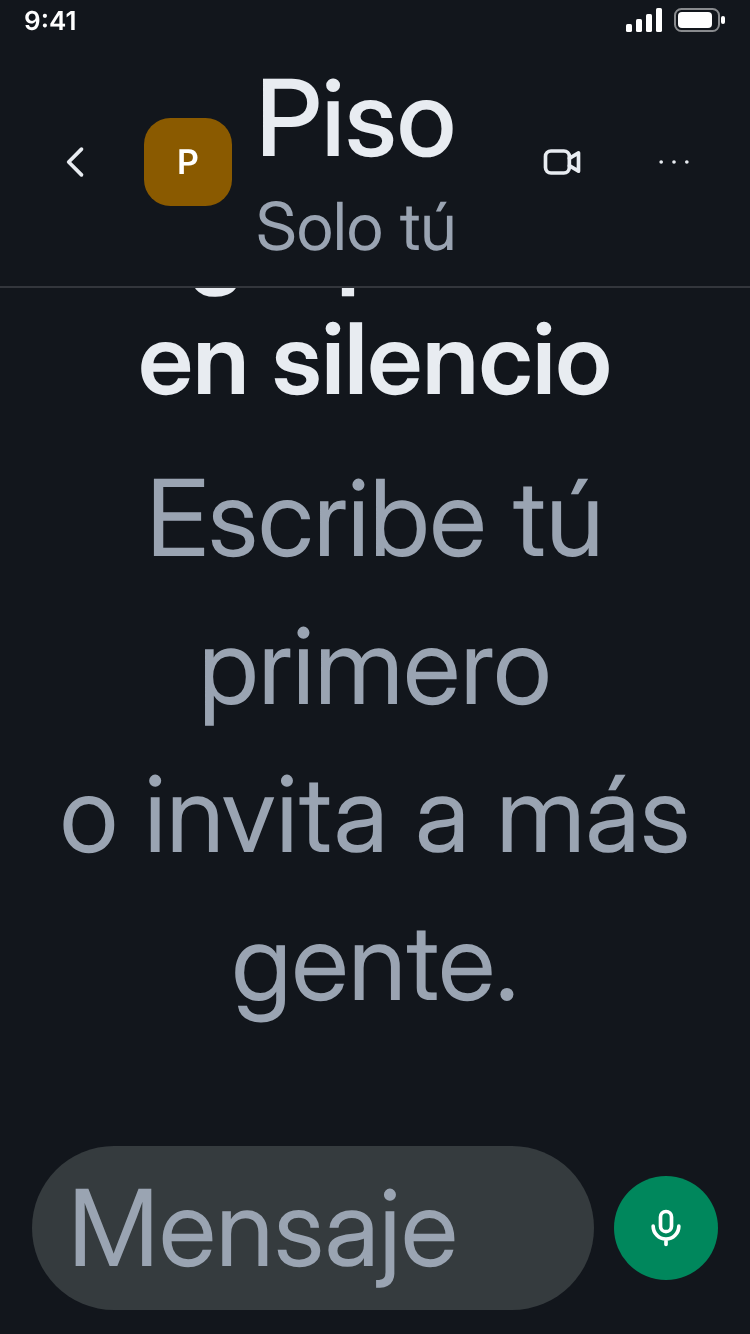 9:41
P
Piso
Solo tú
en silencio
Escribe tú
primero
o invita a más
gente.
Mensaje